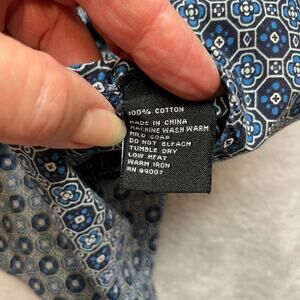 100% COTTON
MADE IN CHINA
MACHINE WASH WARM
MILD SOAP
DO NOT BLEACH
TUMBLE DRY
LOW HEAT
WARM IRON
RN 99007